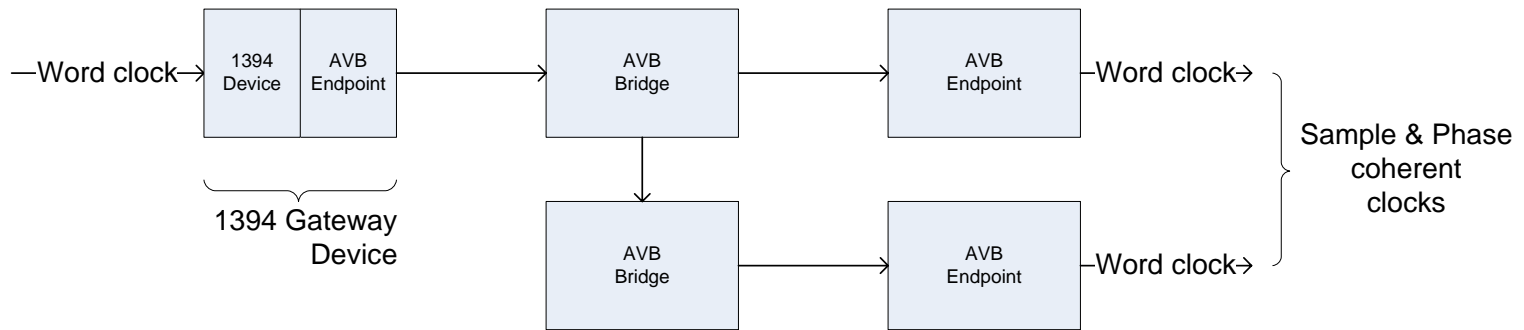 Word clock
1394
Device
AVB
Endpoint
AVB
Bridge
AVB
Endpoint
Word clock
1394 Gateway
Device
AVB
Bridge
AVB
Endpoint
Word clock
Sample & Phase
coherent
clocks